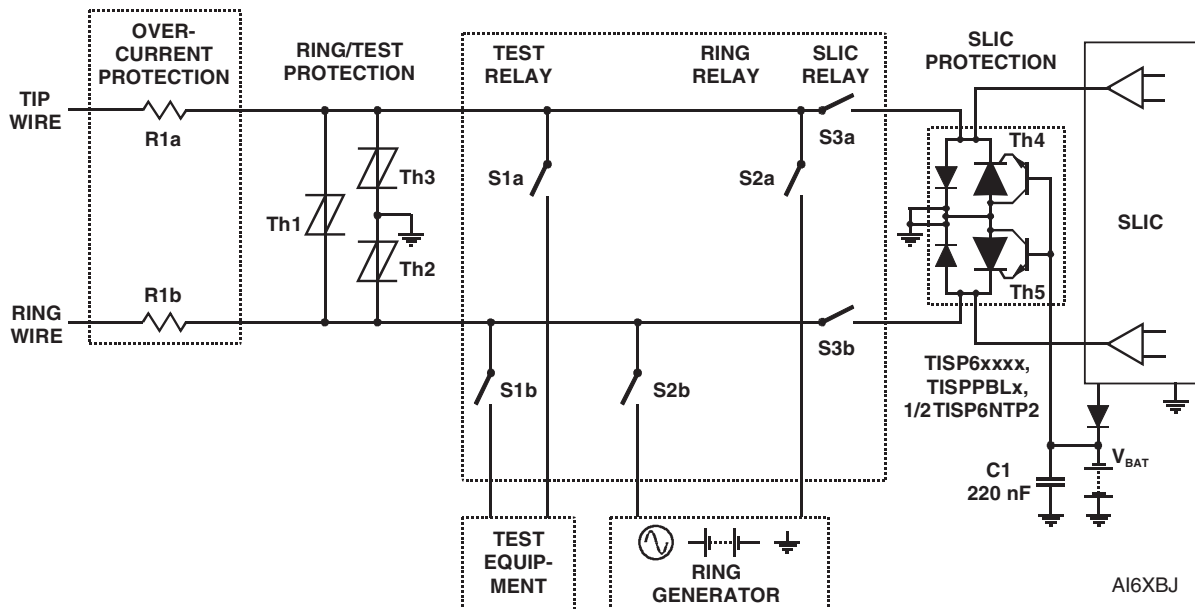 OVER-
CURRENT
PROTECTION
RING/TEST
PROTECTION
TEST
RELAY
RING
RELAY
SLIC
RELAY
SLIC
PROTECTION
TIP
WIRE
R1a
S3a
Th4
Th3
S1a
S2a
Th1
SLIC
Th2
R1b
Th5
RING
WIRE
S3b
S1b
S2b
TISP6xxxx,
TISPPBLx,
1/2TISP6NTP2
C1
220 nF
VBAT
TEST
EQUIP-
MENT
RING
GENERATOR
AI6XBJ